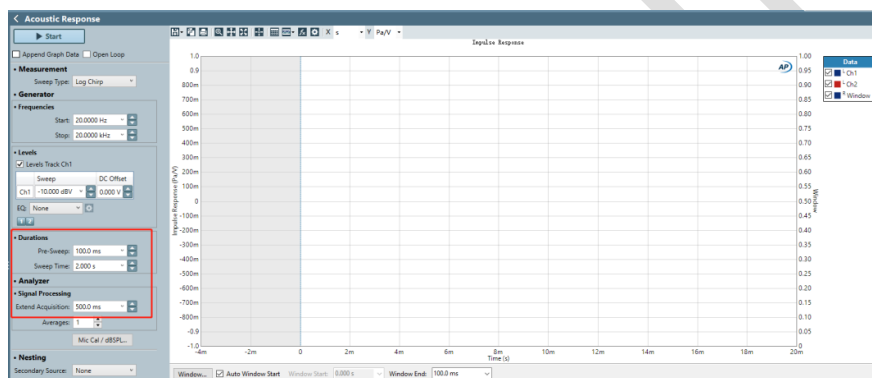 Acoustic Response
Start
Append Graph Data Open Loop
Measurement
Sweep Type: Log Chirp
Generator
Frequencies
Start: 20.0000 Hz
Stop: 20.0000 kHz
Levels
Levels Track Ch1
Sweep DC Offset
Ch1 -10.000 dBV 0.000 V
EQ: None
Durations
Pre-Sweep: 100.0 ms
Sweep Time: 2.000 s
Analyzer
Signal Processing
Extend Acquisition: 500.0 ms
Averages: 1
Mic Cal / dBSPL...
Nesting
Secondary Source: None
X s Y Pa/V
Impulse Response
Impulse Response (Pa/V)
1.0
0.9
800m
700m
600m
500m
400m
300m
200m
100m
0
-100m
-200m
-300m
-400m
-500m
-600m
-700m
-800m
-0.9
-1.0
-4m -2m 0 2m 4m 6m 8m 10m 12m 14m 16m 18m 20m
Time (s)
AP
1.00
0.95
0.90
0.85
0.80
0.75
0.70
0.65
0.60
0.55
0.50
0.45
0.40
0.35
0.30
0.25
0.20
0.15
0.10
0.05
0
Window
Data
L Ch1
L Ch2
R Window
Window... Auto Window Start Window Start: 0.000 s Window End: 100.0 ms